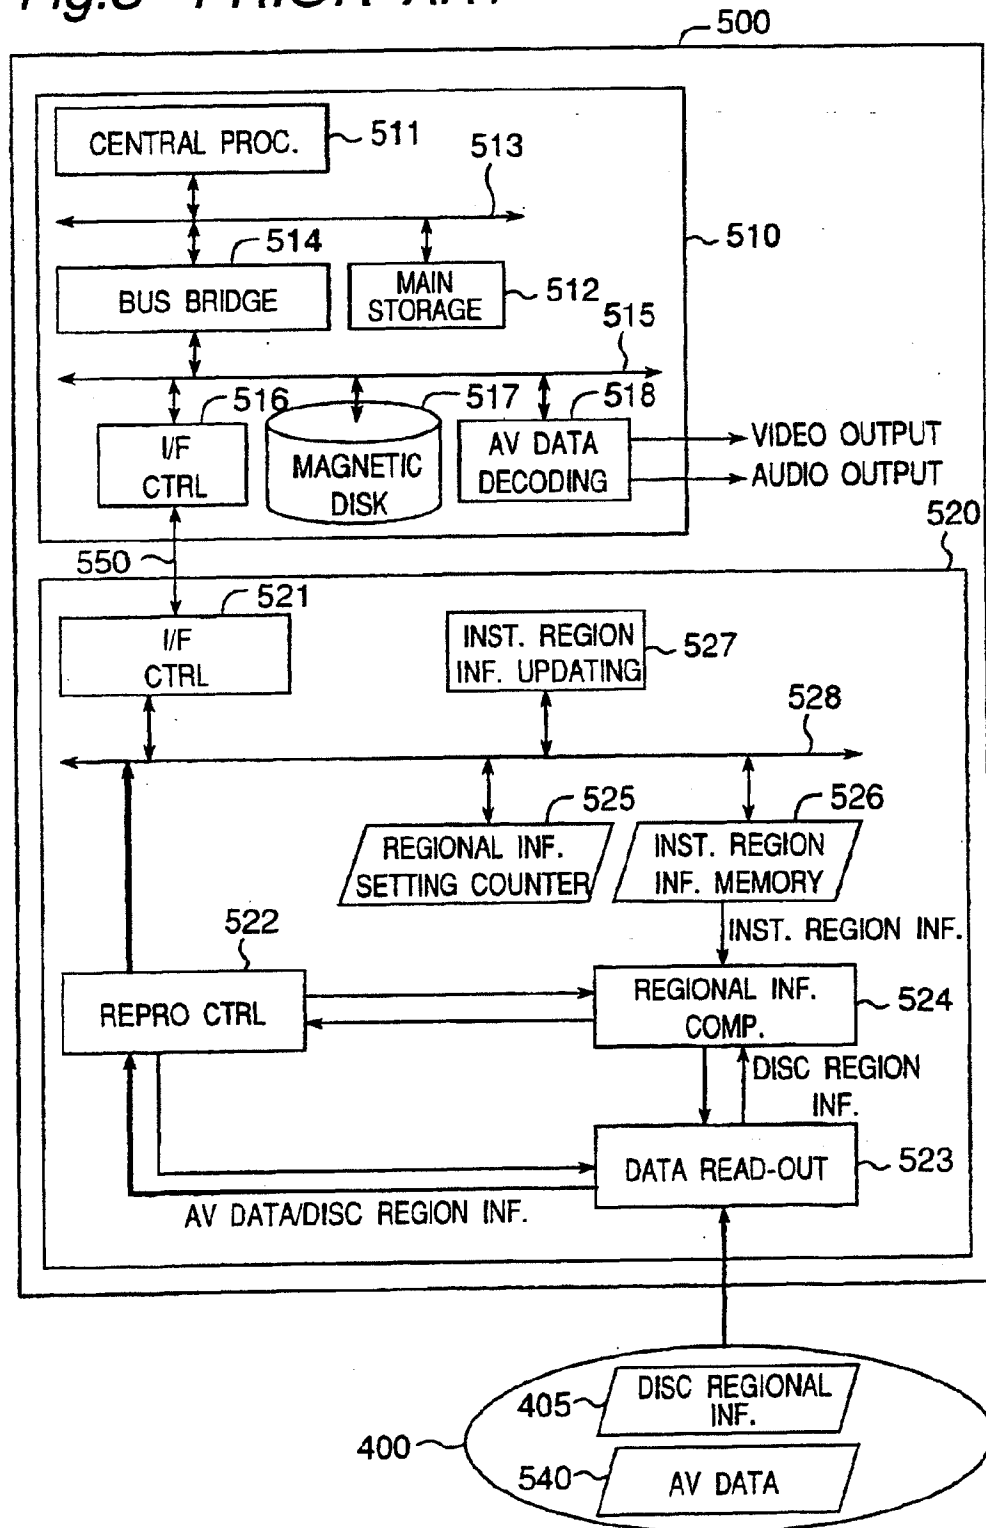 PRIOR ART
500
CENTRAL PROC.
511
513
510
514
BUS BRIDGE
MAIN
STORAGE
512
515
516
517
518
I/F
CTRL
MAGNETIC
DISK
AV DATA
DECODING
VIDEO OUTPUT
AUDIO OUTPUT
520
550
521
I/F
CTRL
INST. REGION
INF. UPDATING
527
528
525
526
REGIONAL INF.
SETTING COUNTER
INST. REGION
INF. MEMORY
522
INST. REGION INF.
REPRO CTRL
REGIONAL INF.
COMP.
524
DISC REGION
INF.
DATA READ-OUT
523
AV DATA/DISC REGION INF.
405
DISC REGIONAL
INF.
400
540
AV DATA